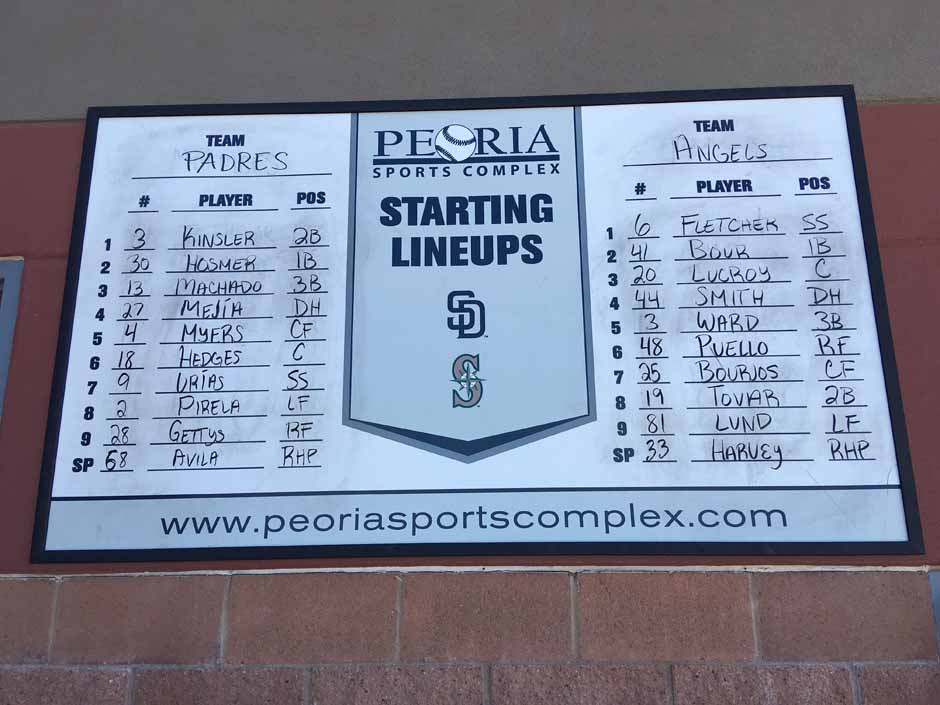 TEAM
PADRES
# PLAYER POS
1 3 KINSLER 2B
2 30 HOSMER 1B
3 13 MACHADO 3B
4 27 MEJÍA DH
5 4 MYERS CF
6 18 HEDGES C
7 9 URÍAS SS
8 2 PIRELA LF
9 28 GETTYS RF
SP 68 AVILA RHP
PEORIA
SPORTS COMPLEX
STARTING
LINEUPS
SD
S
TEAM
ANGELS
# PLAYER POS
1 6 FLETCHER SS
2 41 BOUR 1B
3 20 LUCROY C
4 44 SMITH DH
5 3 WARD 3B
6 48 PUELLO RF
7 25 BOURJOS CF
8 19 TOVAR 2B
9 81 LUND LF
SP 33 HARVEY RHP
www.peoriasportscomplex.com